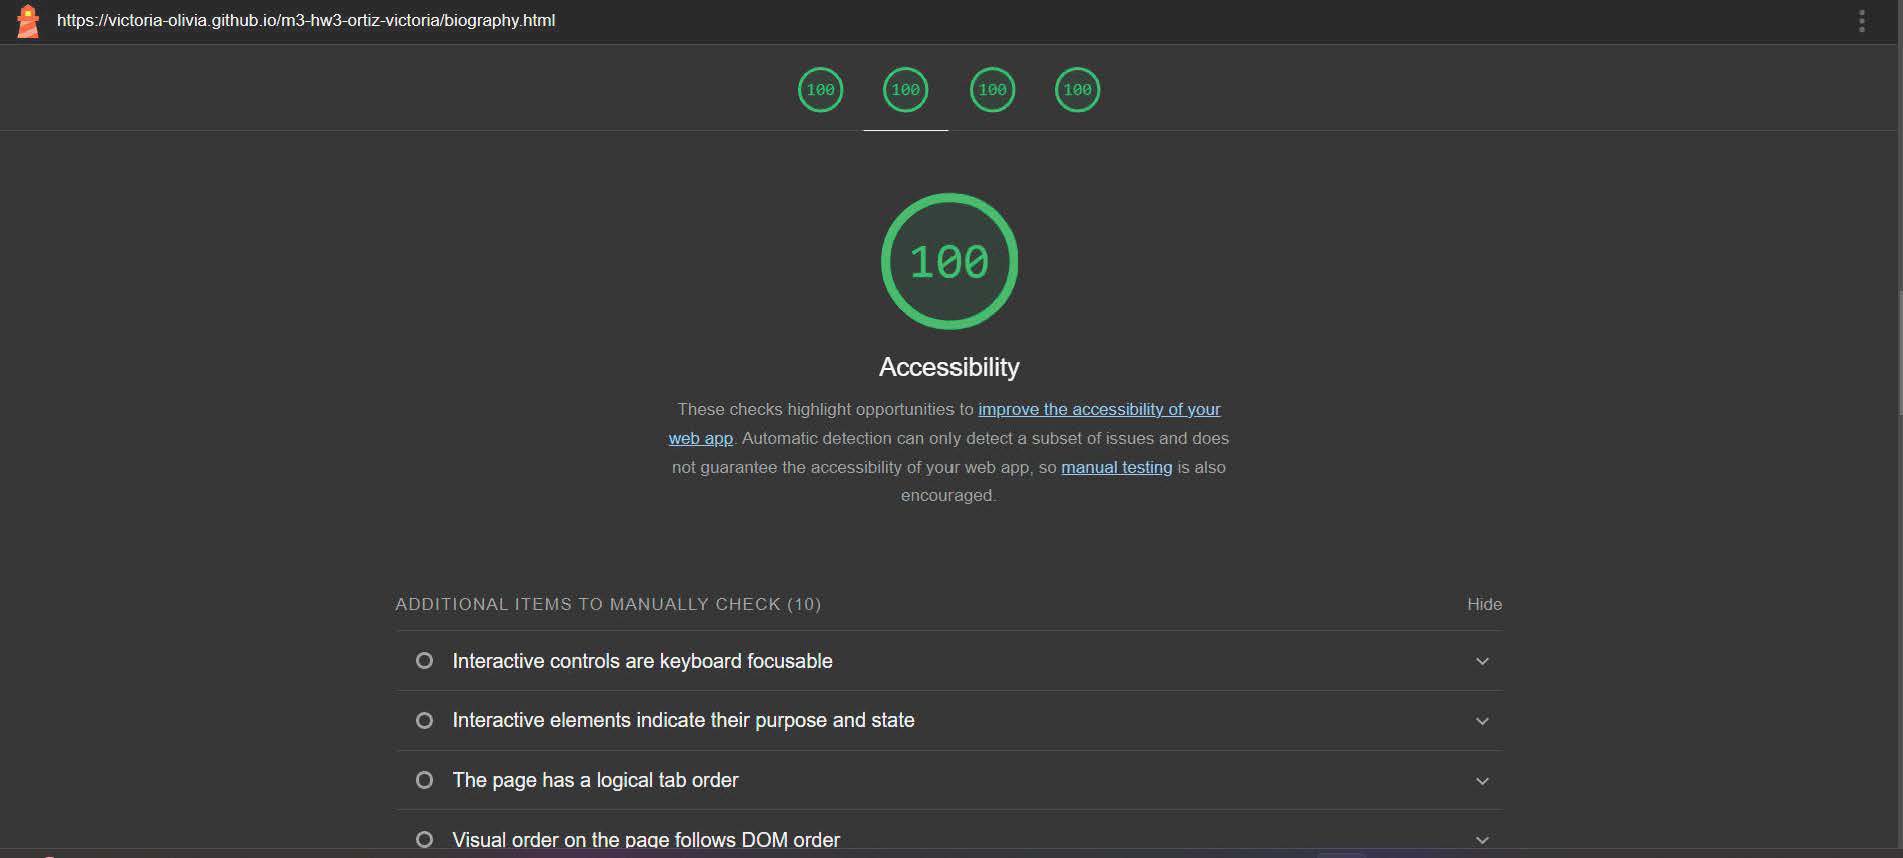 https://victoria-olivia.github.io/m3-hw3-ortiz-victoria/biography.html
100 100 100 100
100
Accessibility
These checks highlight opportunities to improve the accessibility of your
web app. Automatic detection can only detect a subset of issues and does
not guarantee the accessibility of your web app, so manual testing is also
encouraged.
ADDITIONAL ITEMS TO MANUALLY CHECK (10) Hide
Interactive controls are keyboard focusable
Interactive elements indicate their purpose and state
The page has a logical tab order
Visual order on the page follows DOM order